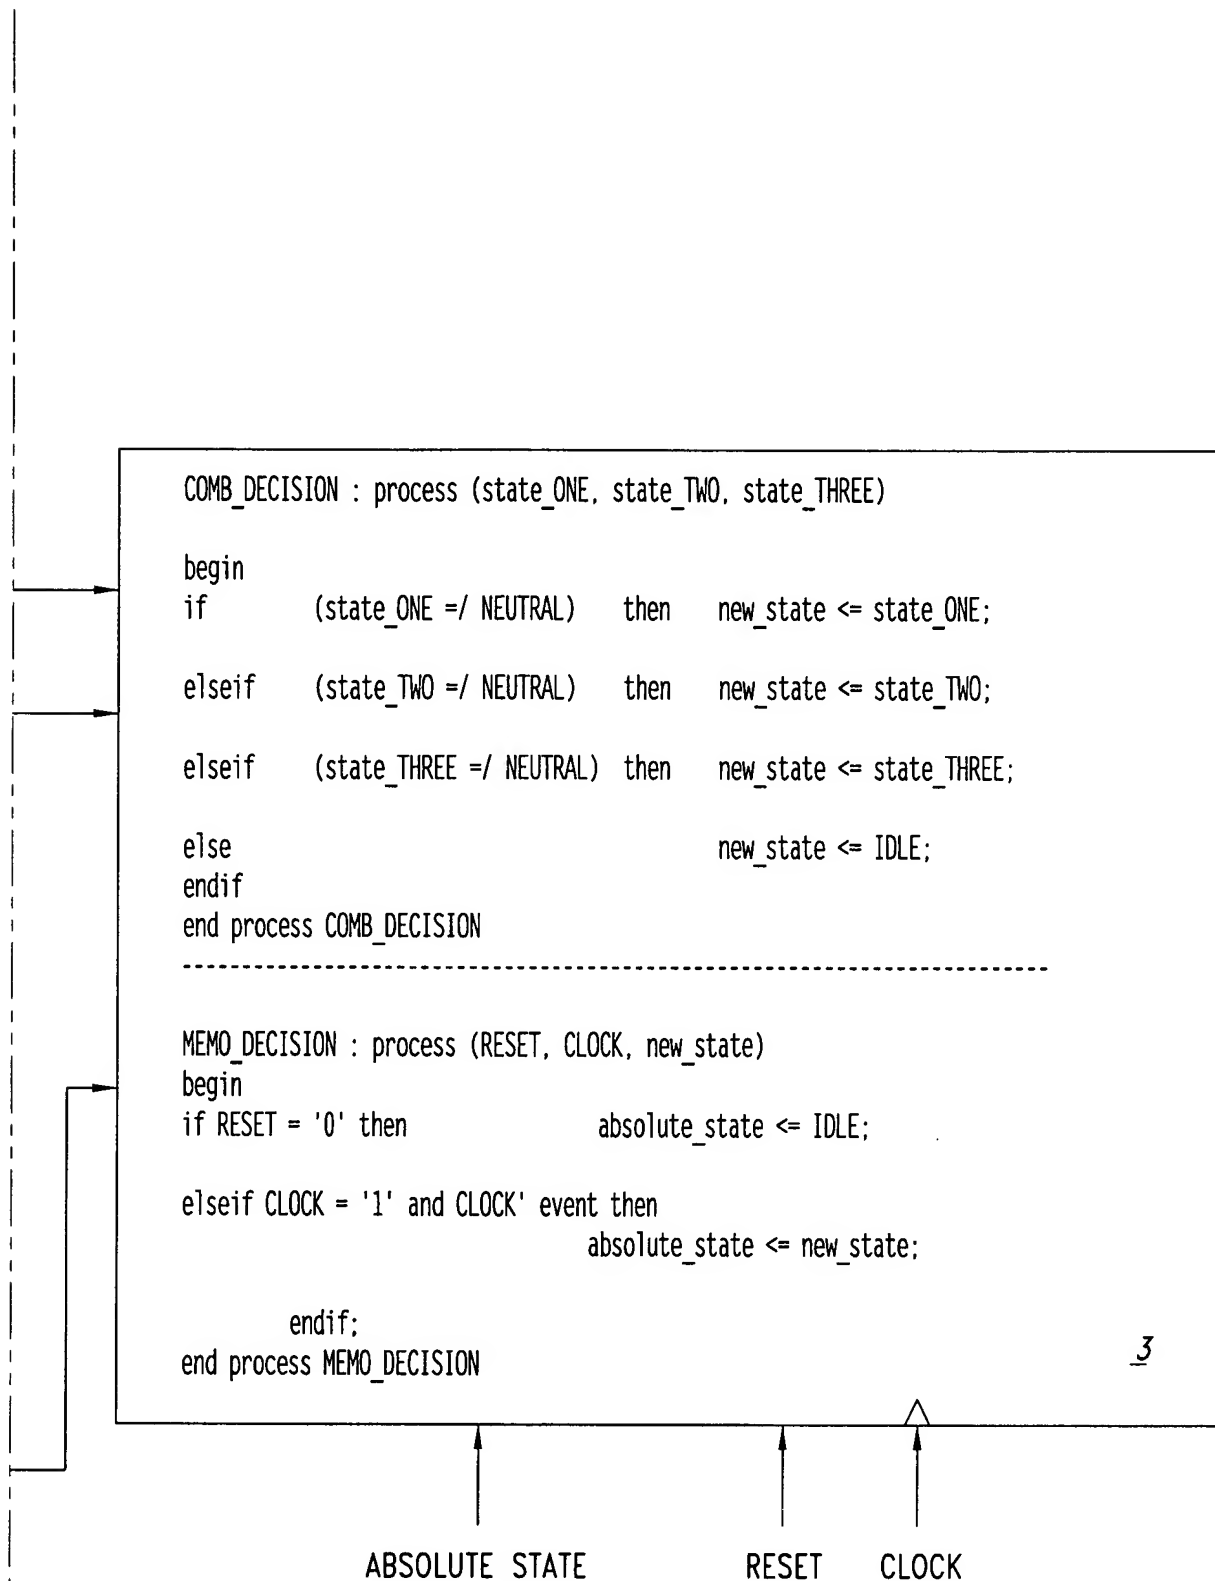 COMB_DECISION : process (state_ONE, state_TWO, state_THREE)
begin
if (state_ONE =/ NEUTRAL) then new_state <= state_ONE;
elseif (state_TWO =/ NEUTRAL) then new_state <= state_TWO;
elseif (state_THREE =/ NEUTRAL) then new_state <= state_THREE;
else new_state <= IDLE;
endif
end process COMB_DECISION
MEMO_DECISION : process (RESET, CLOCK, new_state)
begin
if RESET = '0' then absolute_state <= IDLE;
elseif CLOCK = '1' and CLOCK' event then
absolute_state <= new_state;
endif;
end process MEMO_DECISION
3
ABSOLUTE STATE RESET CLOCK